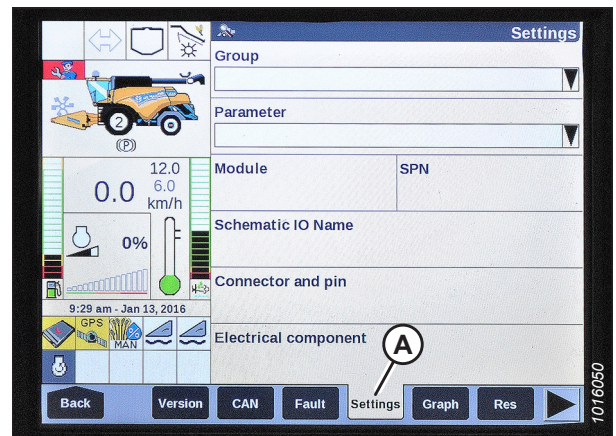 Settings
Group
Parameter
2
(P)
12.0
6.0
0.0
km/h
Module
SPN
Schematic IO Name
0%
Connector and pin
9:29 am - Jan 13, 2016
GPS
MAN
%
Electrical component
A
Back
Version
CAN
Fault
Settings
Graph
Res
1016050